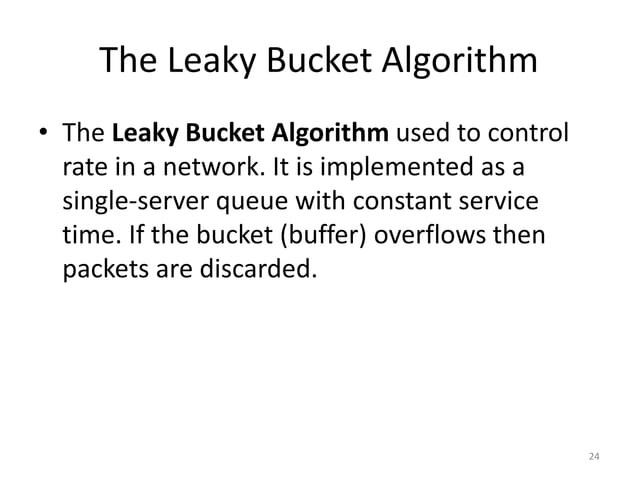 The Leaky Bucket Algorithm
• The Leaky Bucket Algorithm used to control
rate in a network. It is implemented as a
single-server queue with constant service
time. If the bucket (buffer) overflows then
packets are discarded.
24